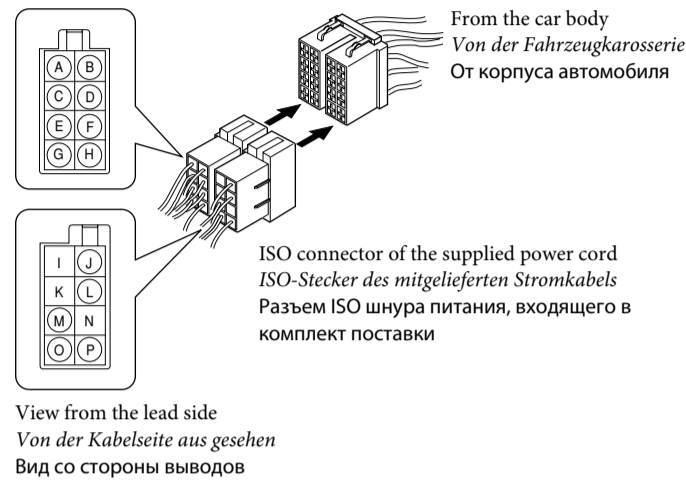 From the car body
Von der Fahrzeugkarosserie
От корпуса автомобиля
A B
C D
E F
G H
I J
K L
M N
O P
ISO connector of the supplied power cord
ISO-Stecker des mitgelieferten Stromkabels
Разъем ISO шнура питания, входящего в
комплект поставки
View from the lead side
Von der Kabelseite aus gesehen
Вид со стороны выводов